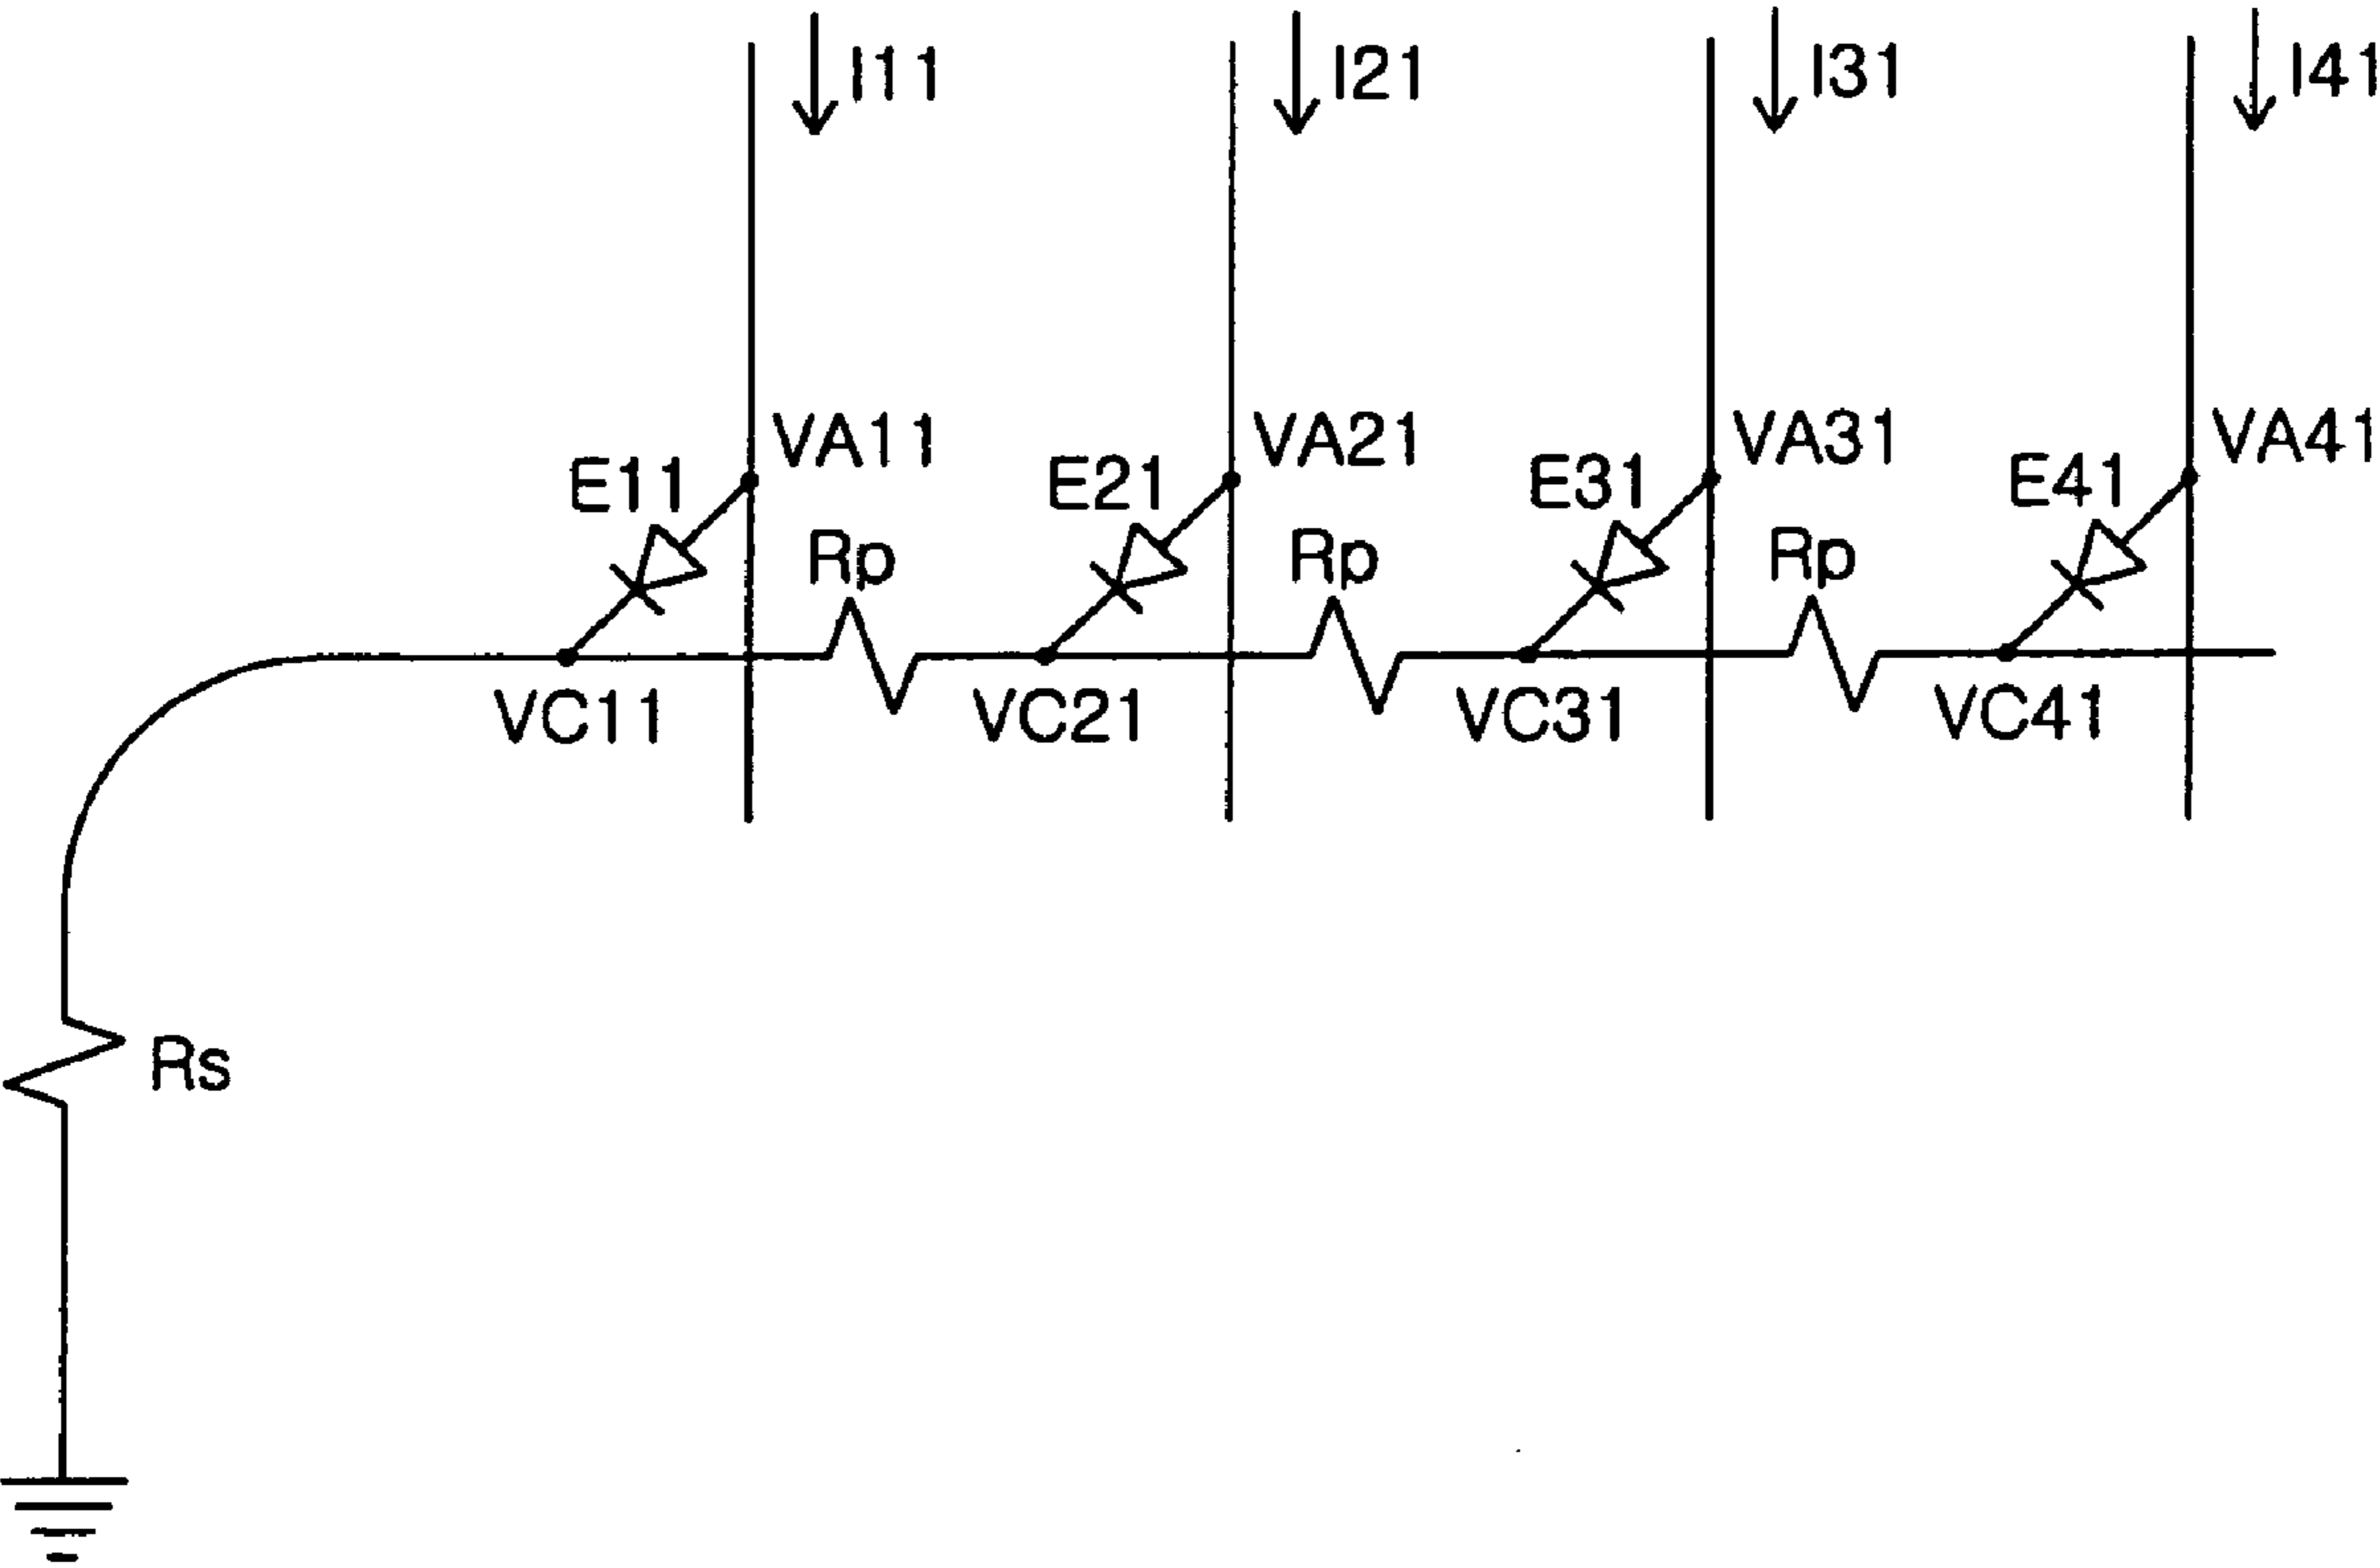 I11
I21
I31
I41
VA11
VA21
VA31
VA41
E11
E21
E31
E41
Rp
Rp
Rp
VC11
VC21
VC31
VC41
Rs